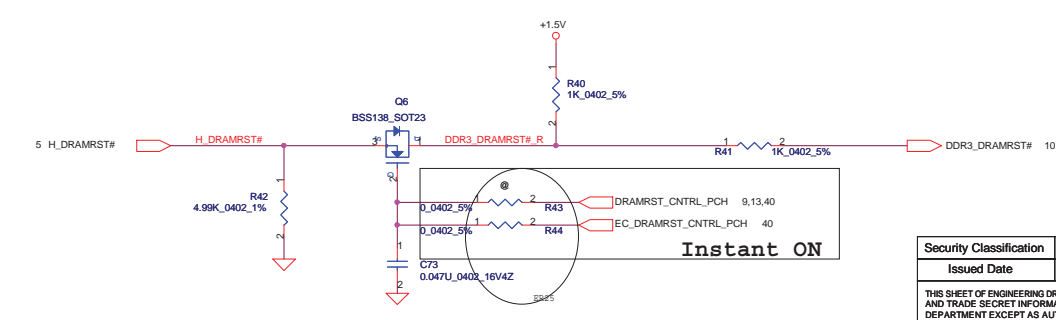 +1.5V
R40
1K_0402_5%
Q6
BSS138_SOT23
5 H_DRAMRST#
H_DRAMRST#
3
1
DDR3_DRAMRST#_R
1
2
R41
1
2
1K_0402_5%
DDR3_DRAMRST# 10
R42
4.99K_0402_1%
1
2
2
@
0_0402_5%
1
2
R43
DRAMRST_CNTRL_PCH 9,13,40
0_0402_5%
1
2
R44
EC_DRAMRST_CNTRL_PCH 40
Instant ON
1
C73
0.047U_0402_16V4Z
2
ER25
Security Classification
Issued Date
THIS SHEET OF ENGINEERING DR
AND TRADE SECRET INFORMA
DEPARTMENT EXCEPT AS AUT